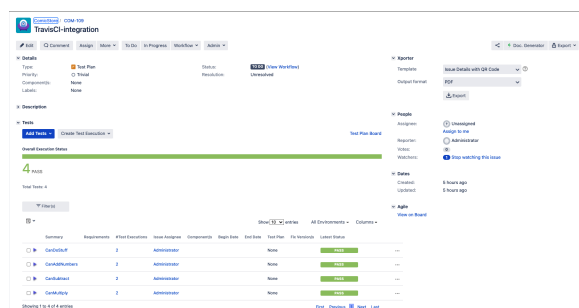 ComicStore / COM-108
TravisCI-integration
Edit Comment Assign More To Do In Progress Workflow Admin Doc. Generator Export
Details
Type: Test Plan Status: TO DO (View Workflow)
Priority: Trivial Resolution: Unresolved
Component/s: None
Labels: None
Description
Tests
Add Tests Create Test Execution Test Plan Board
Overall Execution Status
4 PASS
Total Tests: 4
Filter(s)
Show 10 entries All Environments Columns
Summary Requirements #Test Executions Issue Assignee Component/s Begin Date End Date Test Plan Fix Version/s Latest Status
CanDoStuff 2 Administrator None PASS
CanAddNumbers 2 Administrator None PASS
CanSubtract 2 Administrator None PASS
CanMultiply 2 Administrator None PASS
Showing 1 to 4 of 4 entries First Previous 1 Next Last
Xporter
Template: Issue Details with QR Code
Output format: PDF
Export
People
Assignee: Unassigned
Assign to me
Reporter: Administrator
Votes: 0
Watchers: 1 Stop watching this issue
Dates
Created: 5 hours ago
Updated: 5 hours ago
Agile
View on Board